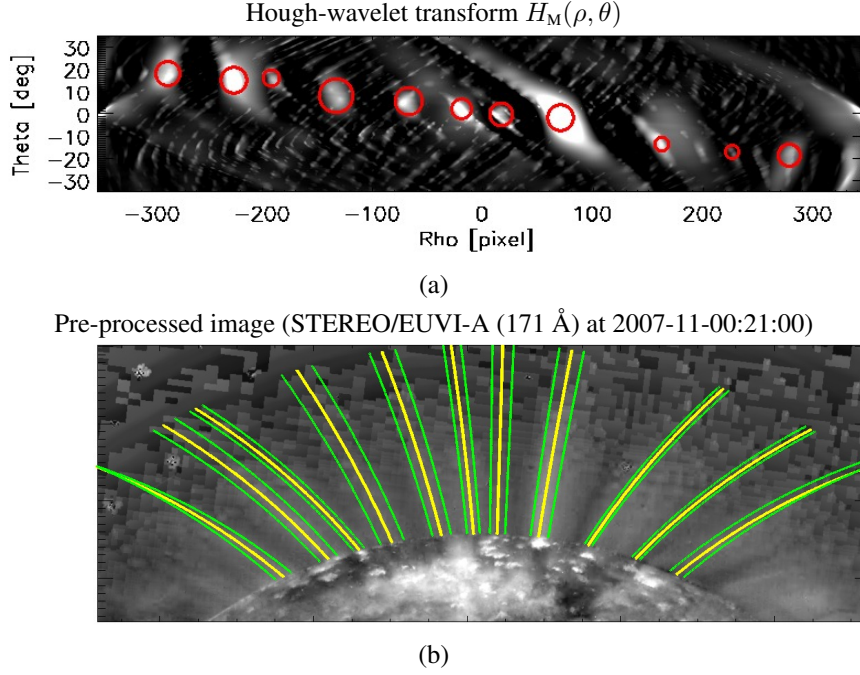 Hough-wavelet transform H_M(ρ, θ)
Theta [deg]
30
20
10
0
−10
−20
−30
−300 −200 −100 0 100 200 300
Rho [pixel]
(a)
Pre-processed image (STEREO/EUVI-A (171 Å) at 2007-11-00:21:00)
(b)